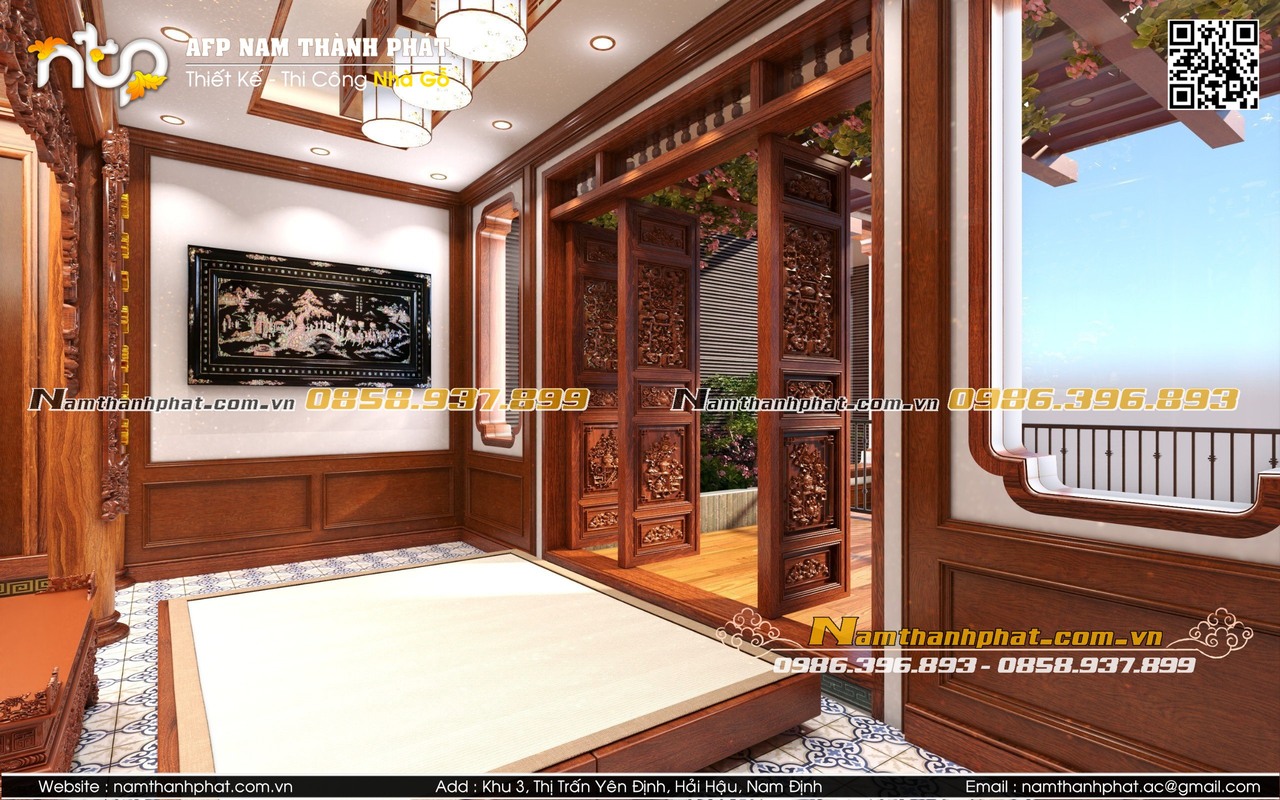 ntp AFP NAM THÀNH PHÁT
Thiết Kế - Thi Công Nhà Gỗ
Namthanhphat.com.vn 0858.937.899
Namthanhphat.com.vn 0986.396.893
Namthanhphat.com.vn
0986.396.893 - 0858.937.899
Website : namthanhphat.com.vn
Add : Khu 3, Thị Trấn Yên Định, Hải Hậu, Nam Định
Email : namthanhphat.ac@gmail.com